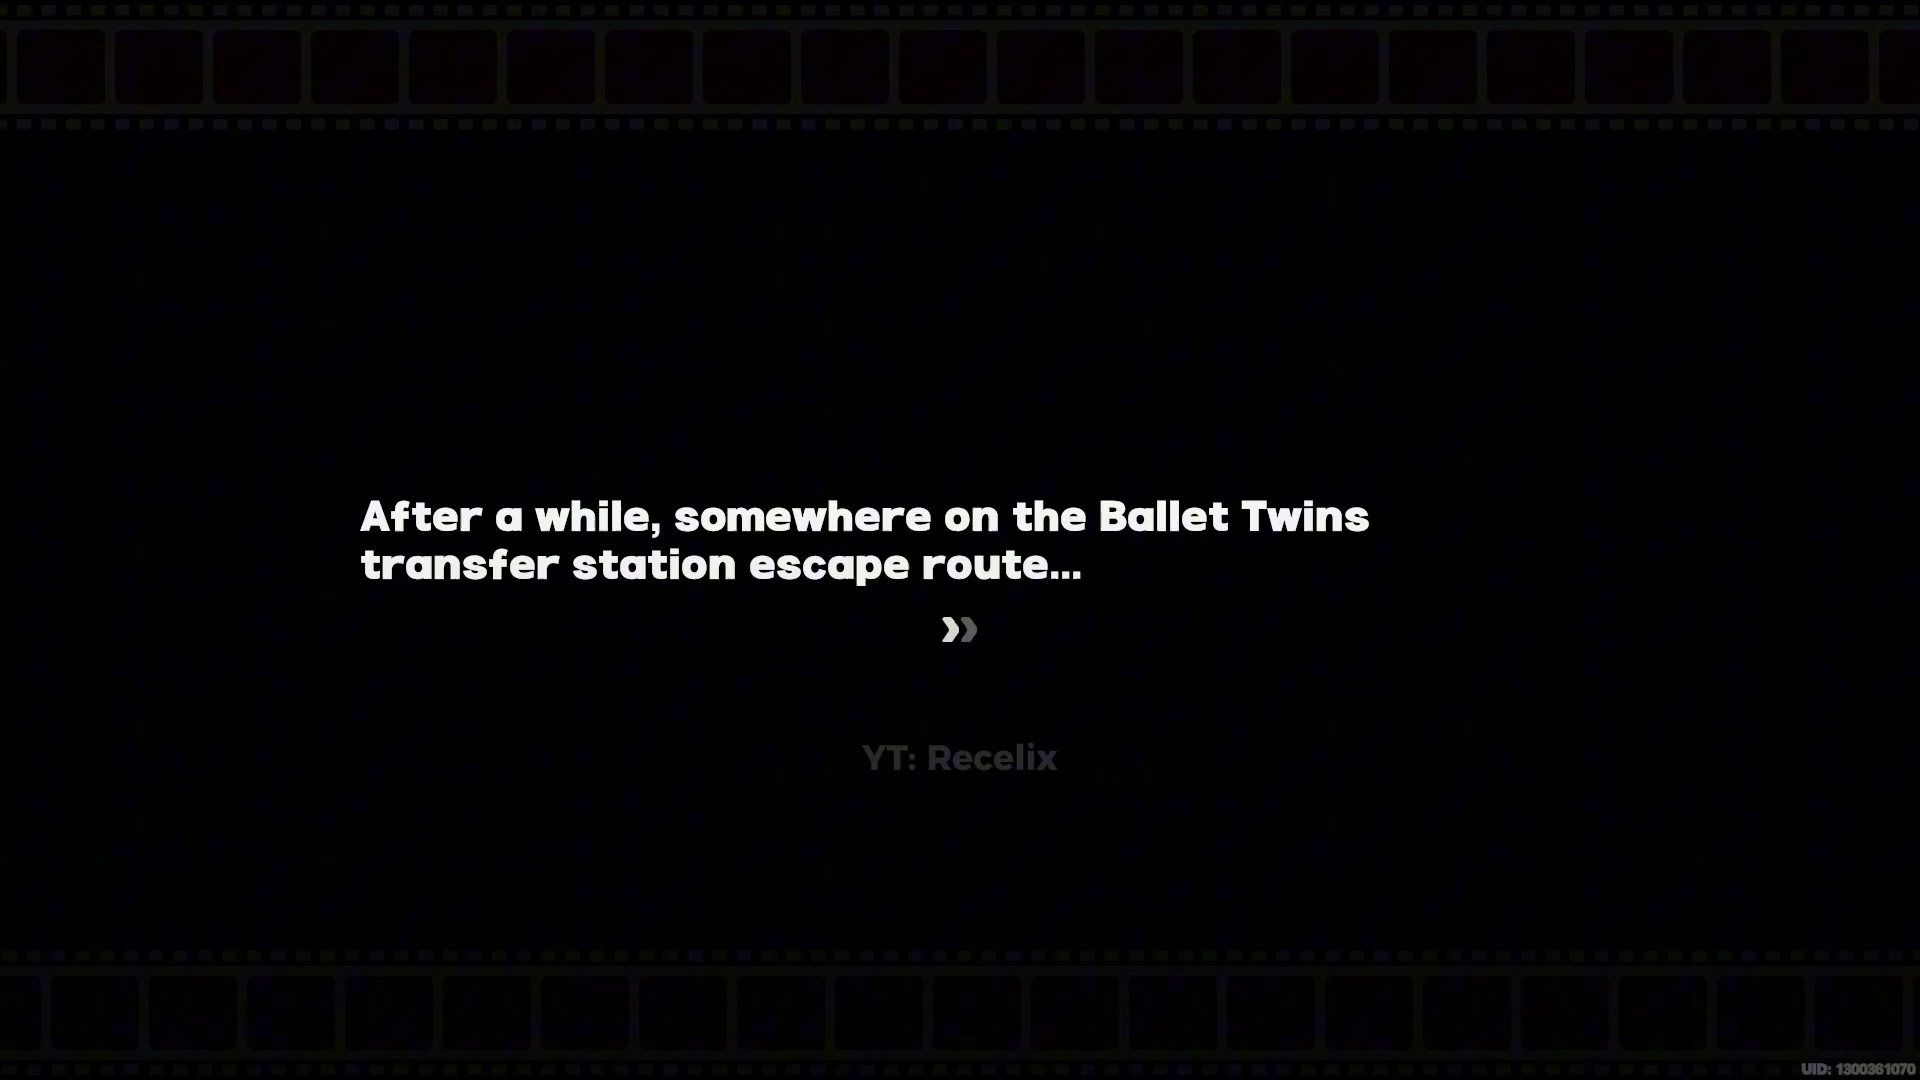 After a while, somewhere on the Ballet Twins
transfer station escape route...
YT: Recelix
UID: 1300361070